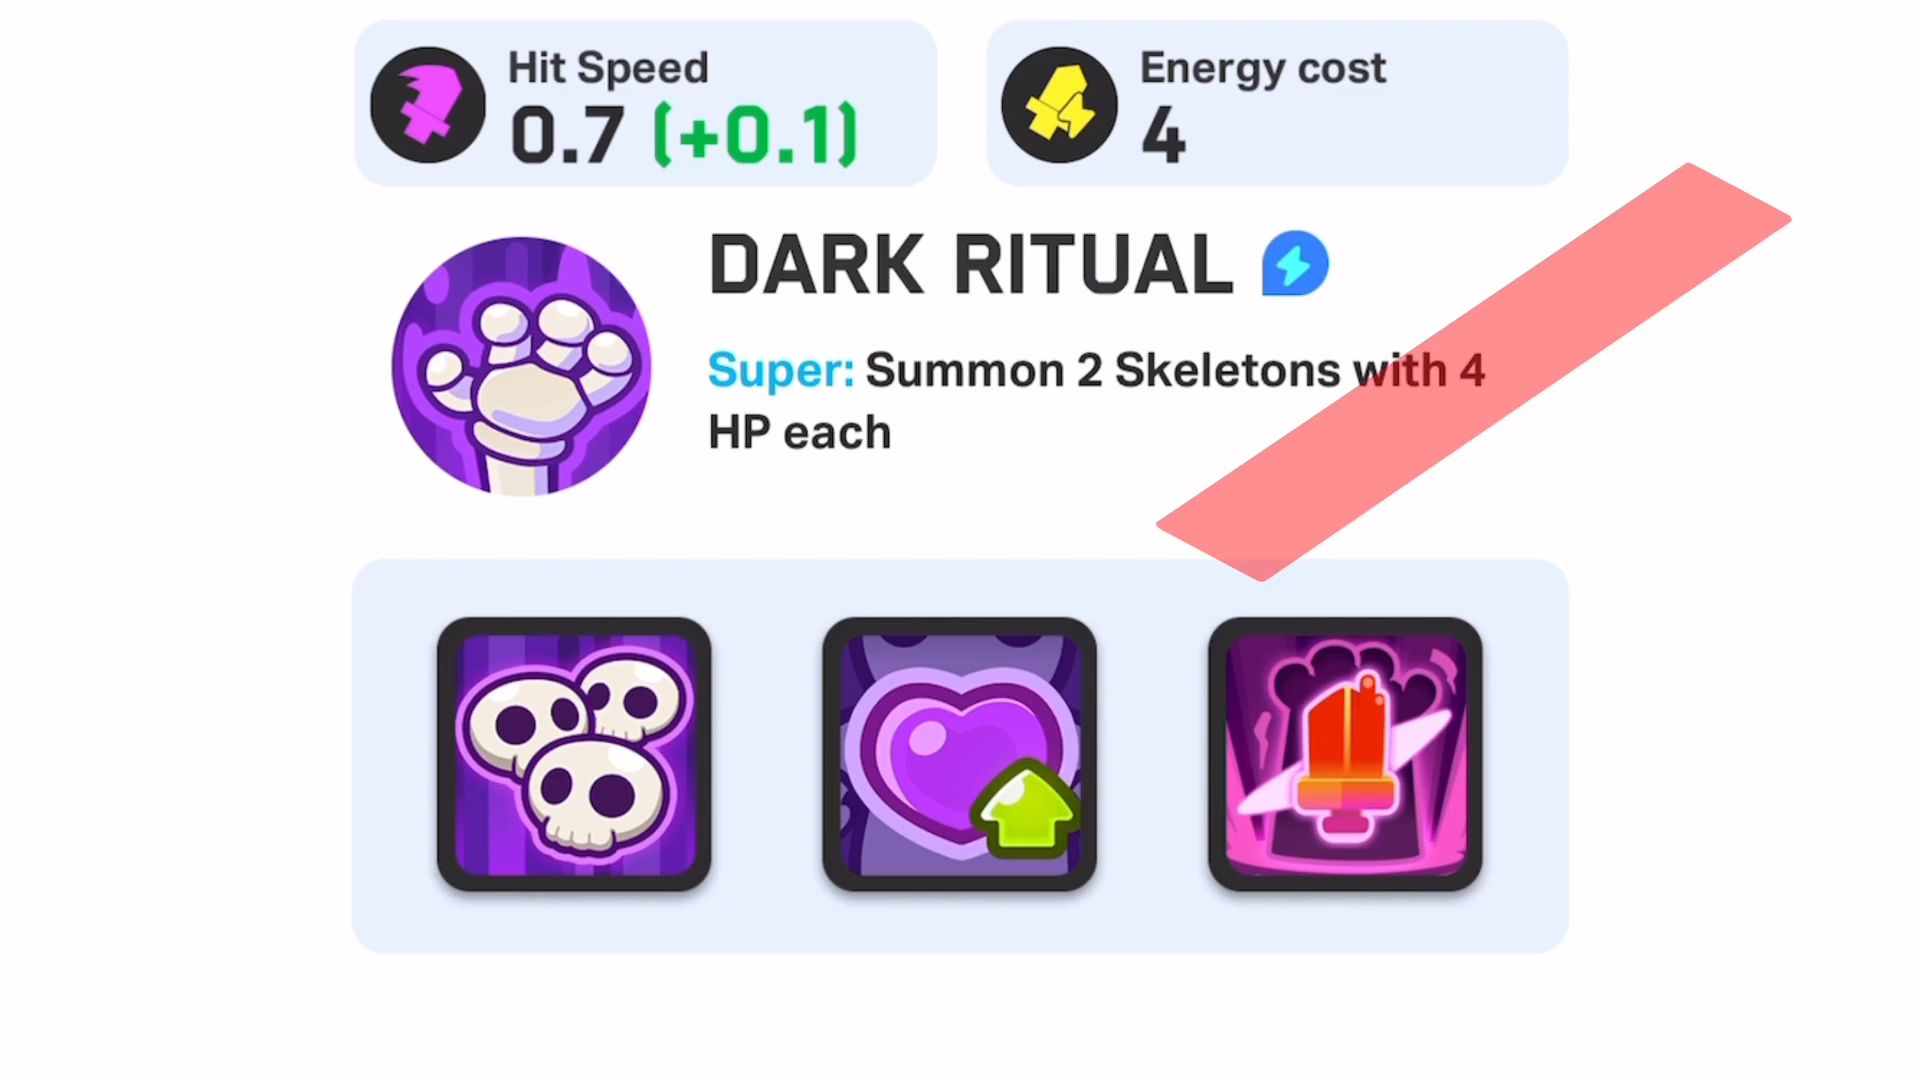 Hit Speed
0.7 (+0.1)
Energy cost
4
DARK RITUAL
Super: Summon 2 Skeletons with 4
HP each